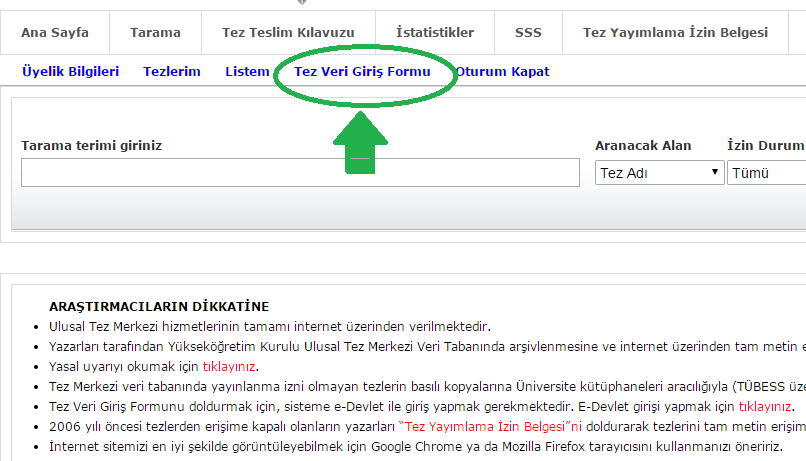 Ana Sayfa Tarama Tez Teslim Kılavuzu İstatistikler SSS Tez Yayımlama İzin Belgesi
Üyelik Bilgileri Tezlerim Listem Tez Veri Giriş Formu Oturum Kapat
Tarama terimi giriniz Aranacak Alan İzin Durum
Tez Adı Tümü
ARAŞTIRMACILARIN DİKKATİNE
Ulusal Tez Merkezi hizmetlerinin tamamı internet üzerinden verilmektedir.
Yazarları tarafından Yükseköğretim Kurulu Ulusal Tez Merkezi Veri Tabanında arşivlenmesine ve internet üzerinden tam metin e
Yasal uyarıyı okumak için tıklayınız.
Tez Merkezi veri tabanında yayınlanma izni olmayan tezlerin basılı kopyalarına Üniversite kütüphaneleri aracılığıyla (TÜBESS üze
Tez Veri Giriş Formunu doldurmak için, sisteme e-Devlet ile giriş yapmak gerekmektedir. E-Devlet girişi yapmak için tıklayınız.
2006 yılı öncesi tezlerden erişime kapalı olanların yazarları “Tez Yayımlama İzin Belgesi”ni doldurarak tezlerini tam metin erişim
İnternet sitemizi en iyi şekilde görüntüleyebilmek için Google Chrome ya da Mozilla Firefox tarayıcısını kullanmanızı öneririz.